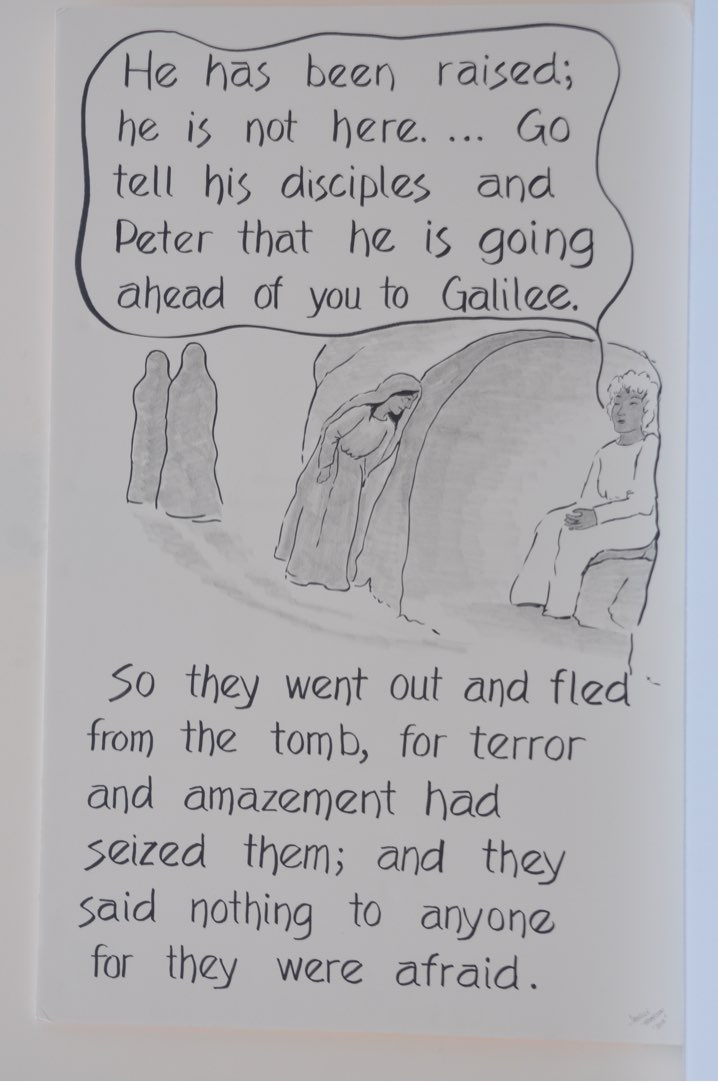 He has been raised;
he is not here. ... Go
tell his disciples and
Peter that he is going
ahead of you to Galilee.
So they went out and fled
from the tomb, for terror
and amazement had
seized them; and they
said nothing to anyone
for they were afraid.